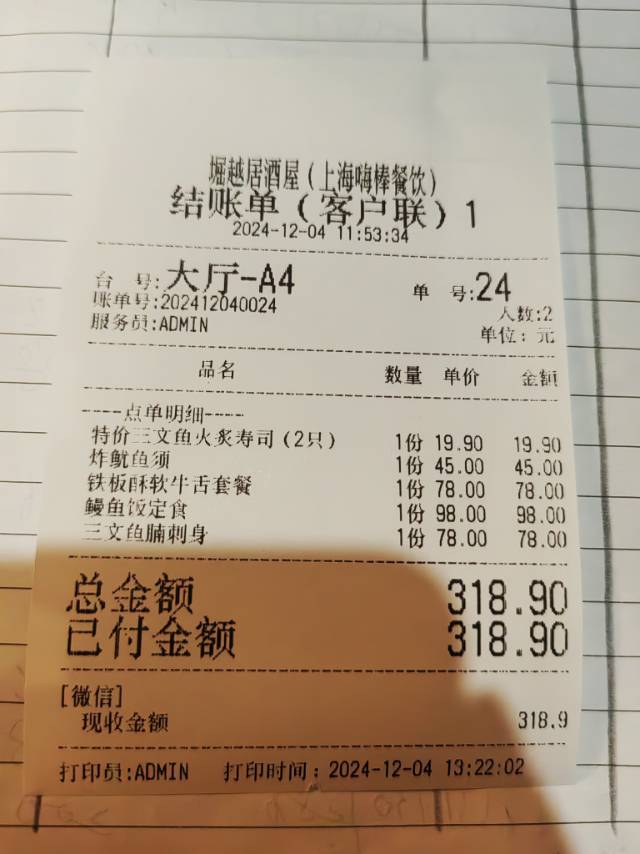 堀越居酒屋(上海嗨棒餐饮)
结账单(客户联)1
2024-12-04 11:53:34
台 号:大厅-A4 单 号:24
账单号:202412040024 人数:2
服务员:ADMIN 单位: 元
品名 数量 单价 金额
-----点单明细-----
特价三文鱼火炙寿司(2只) 1份 19.90 19.90
炸鱿鱼须 1份 45.00 45.00
铁板酥软牛舌套餐 1份 78.00 78.00
鳗鱼饭定食 1份 98.00 98.00
三文鱼腩刺身 1份 78.00 78.00
总金额 318.90
已付金额 318.90
[微信]
现收金额 318.9
打印员:ADMIN 打印时间: 2024-12-04 13:22:02